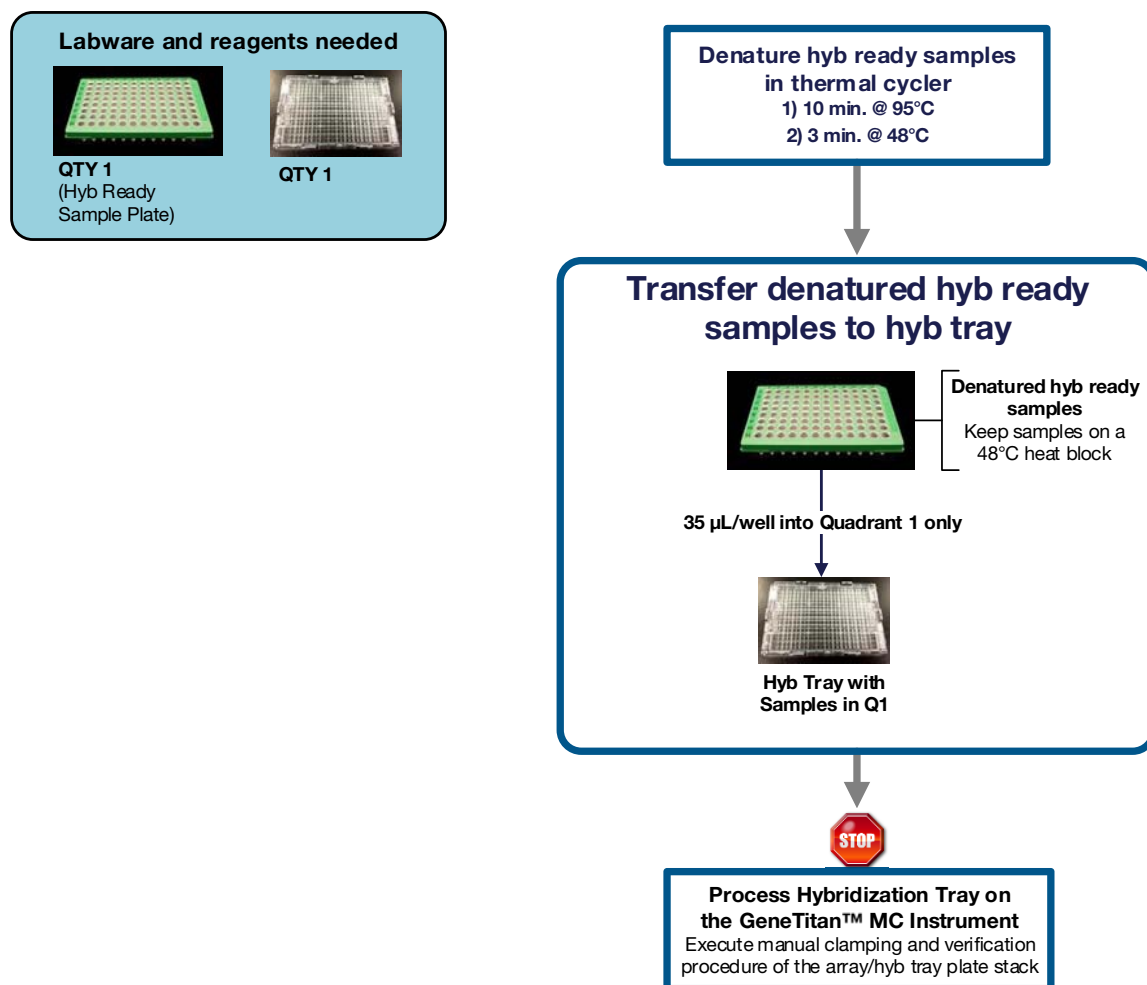 Labware and reagents needed
QTY 1
(Hyb Ready
Sample Plate)
QTY 1
Denature hyb ready samples
in thermal cycler
1) 10 min. @ 95°C
2) 3 min. @ 48°C
Transfer denatured hyb ready
samples to hyb tray
Denatured hyb ready
samples
Keep samples on a
48°C heat block
35 µL/well into Quadrant 1 only
Hyb Tray with
Samples in Q1
STOP
Process Hybridization Tray on
the GeneTitan™ MC Instrument
Execute manual clamping and verification
procedure of the array/hyb tray plate stack